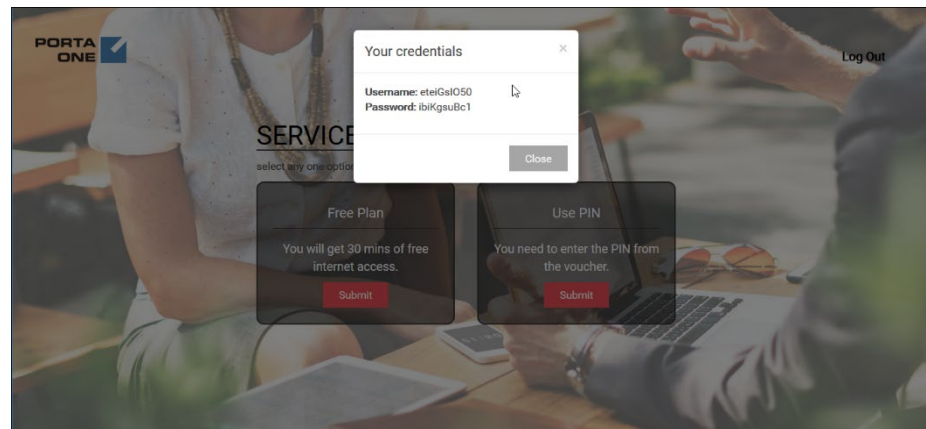 PORTA
ONE
Log Out
Your credentials
×
Username: eteiGslO50
Password: ibiKgsuBc1
Close
SERVICE
select any one optio
Free Plan
You will get 30 mins of free
internet access.
Submit
Use PIN
You need to enter the PIN from
the voucher.
Submit